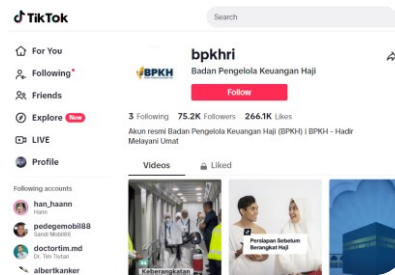 TikTok
Search
For You
Following
Friends
Explore New
LIVE
Profile
Following accounts
han_haann
Hann
pedegemobil88
Sandi Mobil88
doctortim.md
Dr. Tim Tiutan
albertkanker
BPKH
bpkhri
Badan Pengelola Keuangan Haji
Follow
3 Following 75.2K Followers 266.1K Likes
Akun resmi Badan Pengelola Keuangan Haji (BPKH) | BPKH - Hadir
Melayani Umat
Videos
Liked
Keberangkatan
Persiapan Sebelum
Berangkat Haji